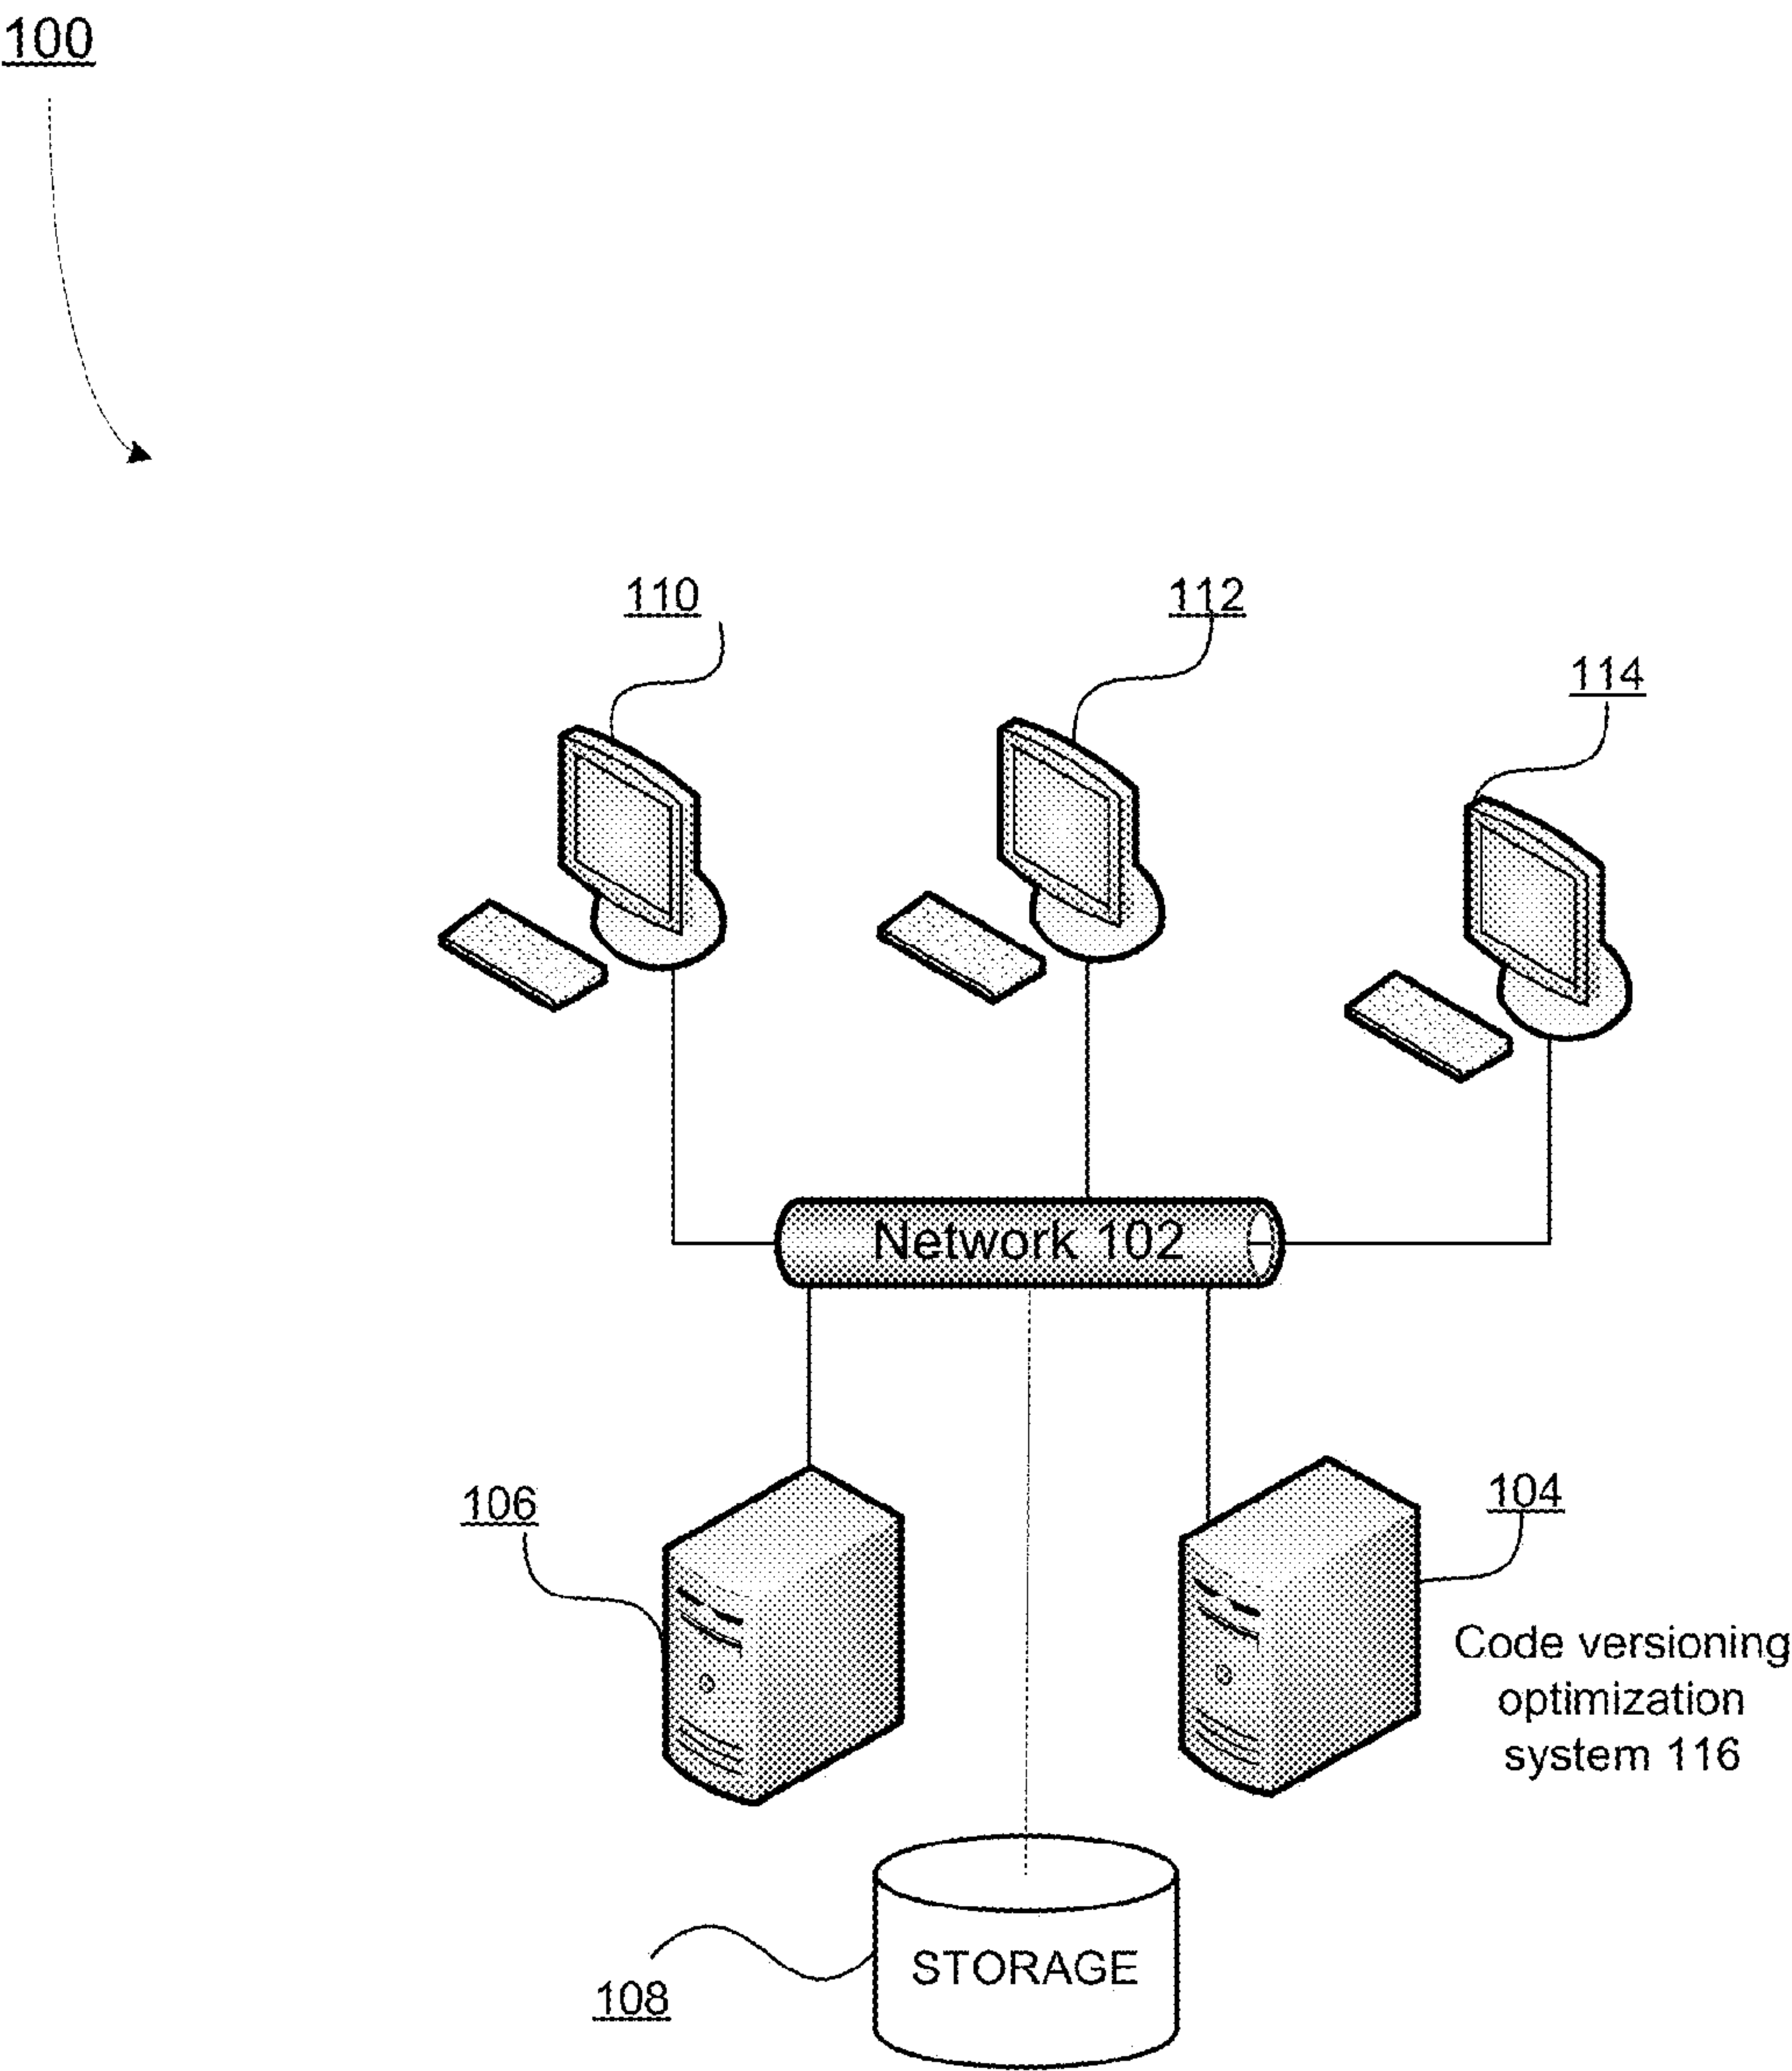 100
110
112
114
Network 102
106
104
Code versioning
optimization
system 116
STORAGE
108